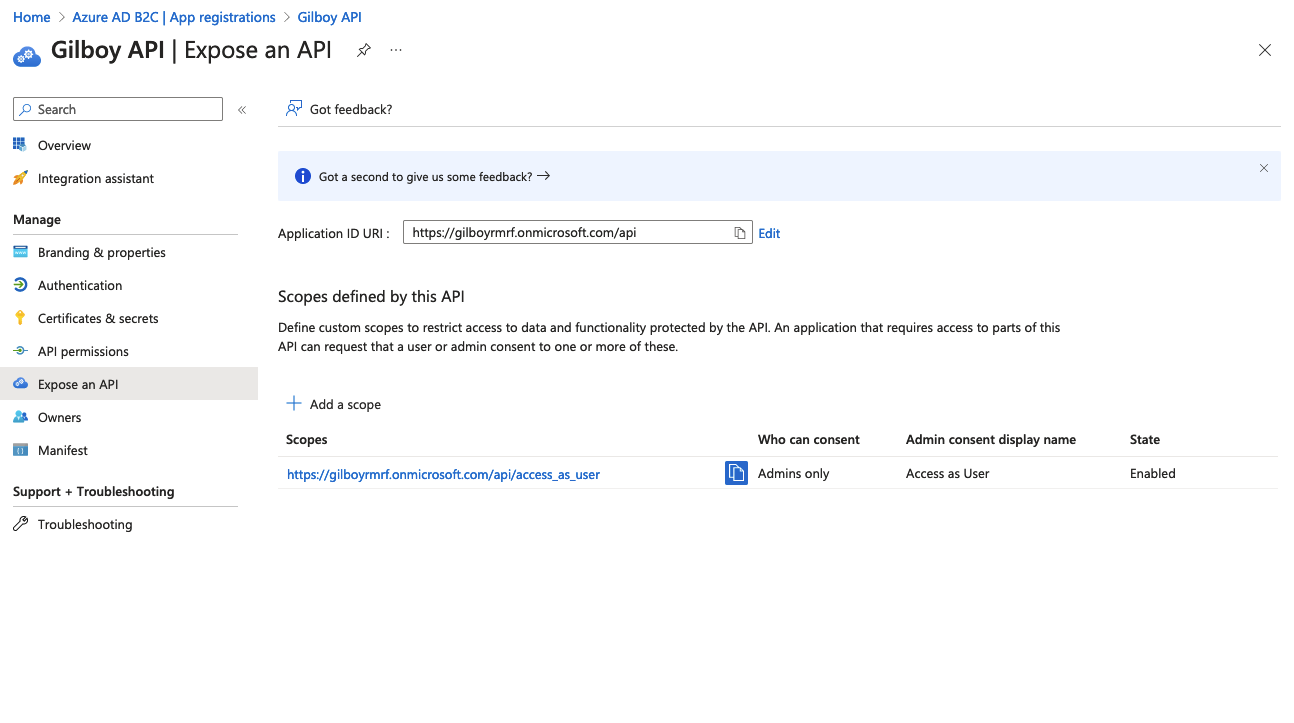 Home > Azure AD B2C | App registrations > Gilboy API
Gilboy API | Expose an API ...
Search «
Overview
Integration assistant
Manage
Branding & properties
Authentication
Certificates & secrets
API permissions
Expose an API
Owners
Manifest
Support + Troubleshooting
Troubleshooting
Got feedback?
Got a second to give us some feedback? →
Application ID URI : https://gilboyrmrf.onmicrosoft.com/api Edit
Scopes defined by this API
Define custom scopes to restrict access to data and functionality protected by the API. An application that requires access to parts of this
API can request that a user or admin consent to one or more of these.
+ Add a scope
Scopes Who can consent Admin consent display name State
https://gilboyrmrf.onmicrosoft.com/api/access_as_user Admins only Access as User Enabled